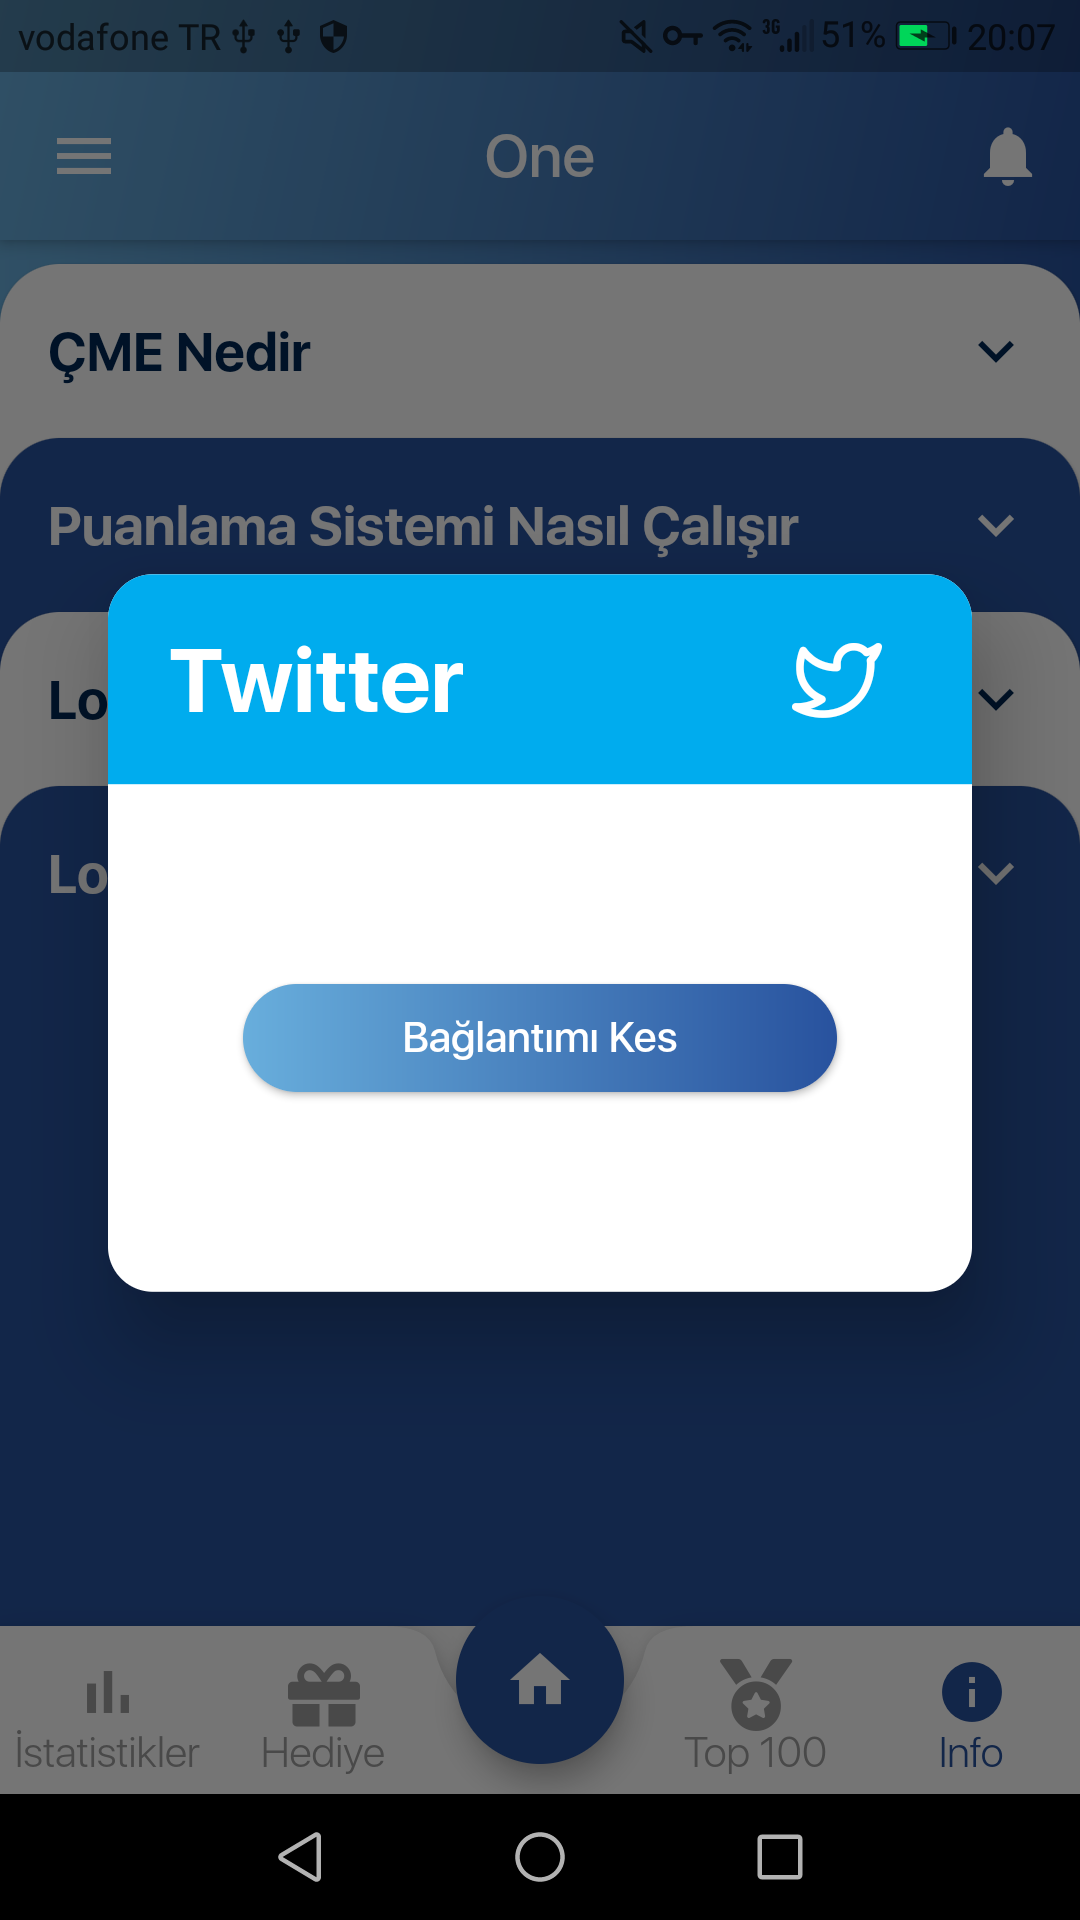 vodafone TR 3G 51% 20:07
One
ÇME Nedir
Puanlama Sistemi Nasıl Çalışır
Lo
Twitter
Lo
Bağlantımı Kes
İstatistikler Hediye Top 100 Info